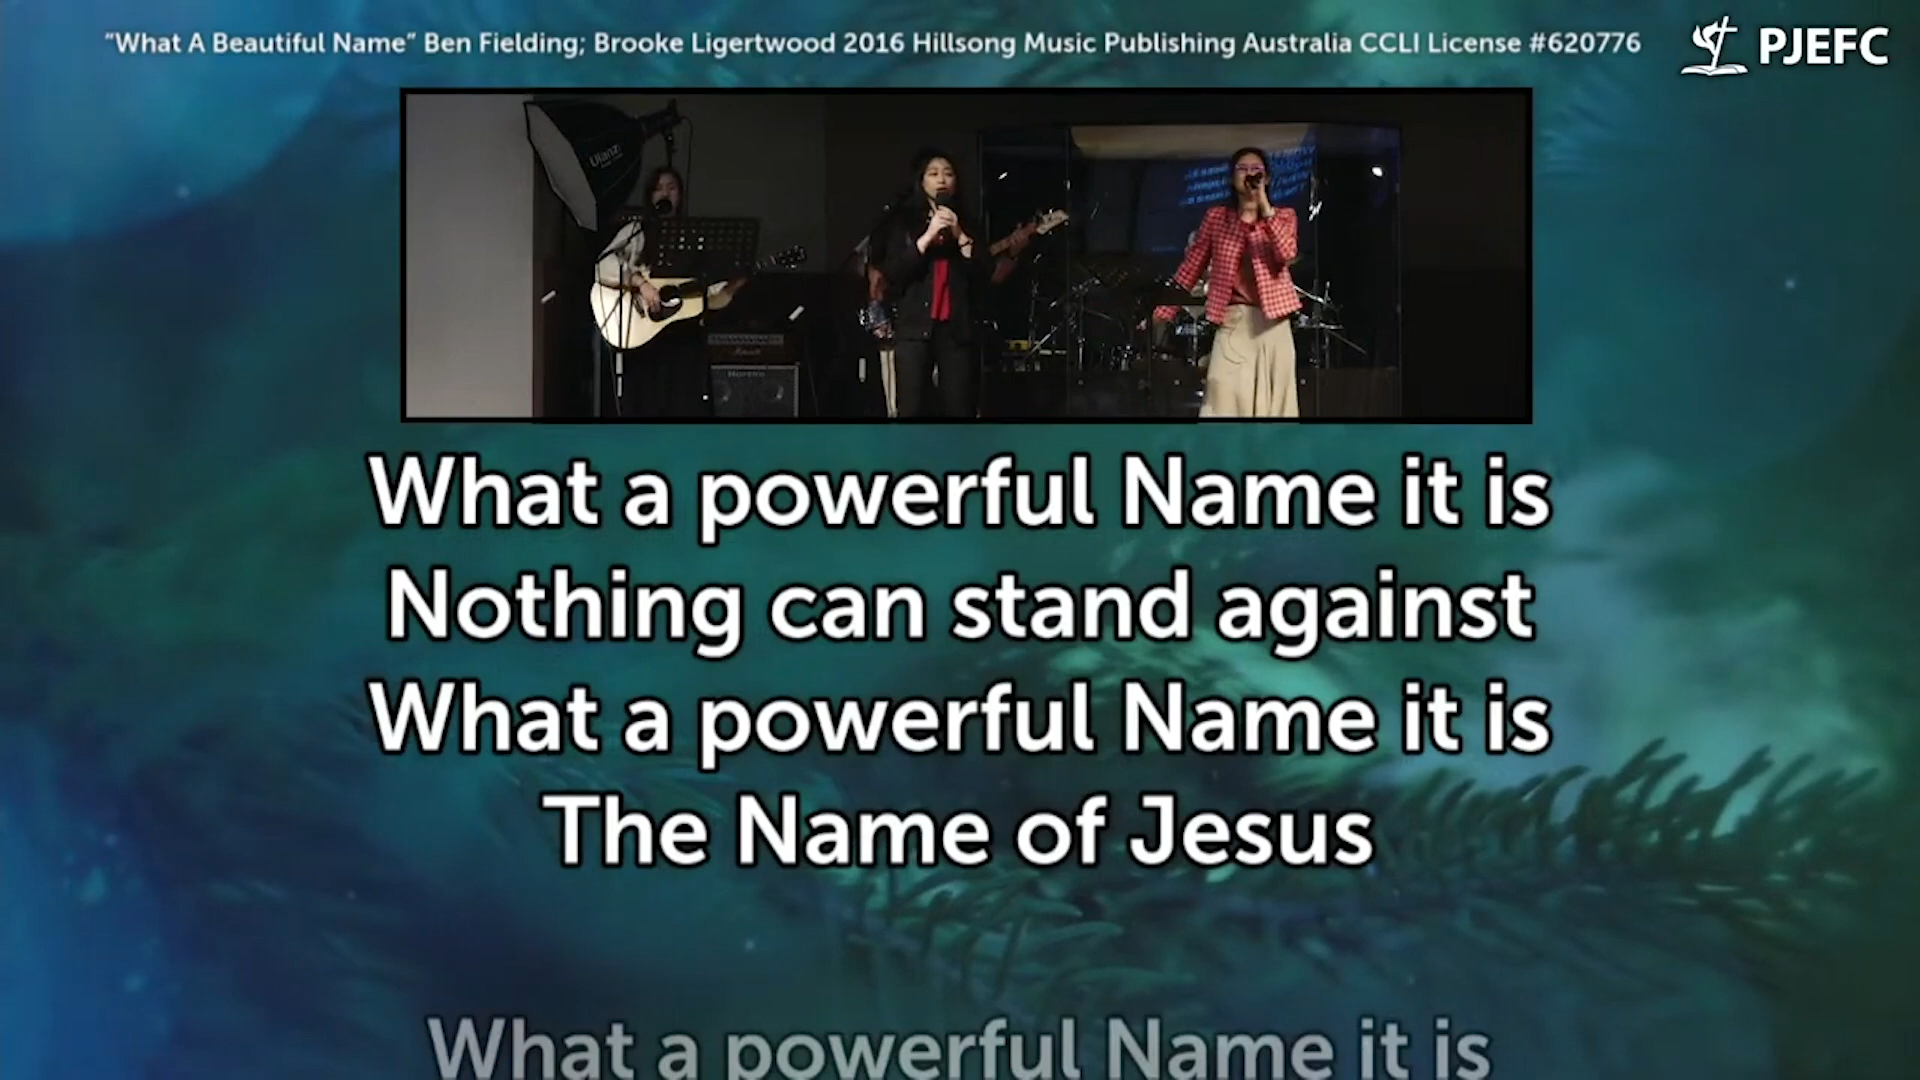 "What A Beautiful Name" Ben Fielding; Brooke Ligertwood 2016 Hillsong Music Publishing Australia CCLI License #620776
PJEFC
Ulanzi
What a powerful Name it is
Nothing can stand against
What a powerful Name it is
The Name of Jesus
What a powerful Name it is